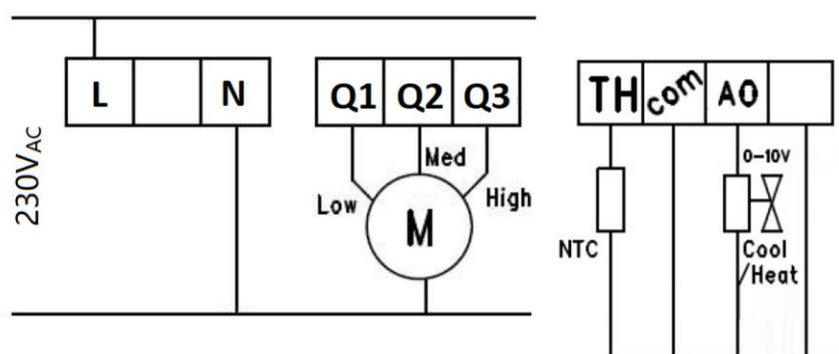 L N
Q1 Q2 Q3
TH com AO
230VAC
Med
Low
High
M
0-10V
NTC
Cool
/Heat